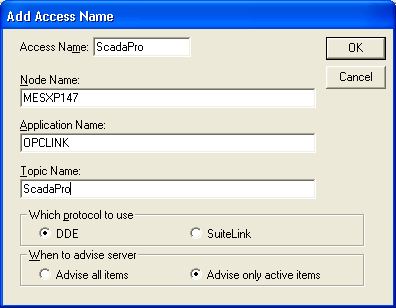 Add Access Name
Access Name: ScadaPro
OK
Cancel
Node Name:
MESXP147
Application Name:
OPCLINK
Topic Name:
ScadaPro
Which protocol to use
DDE SuiteLink
When to advise server
Advise all items Advise only active items